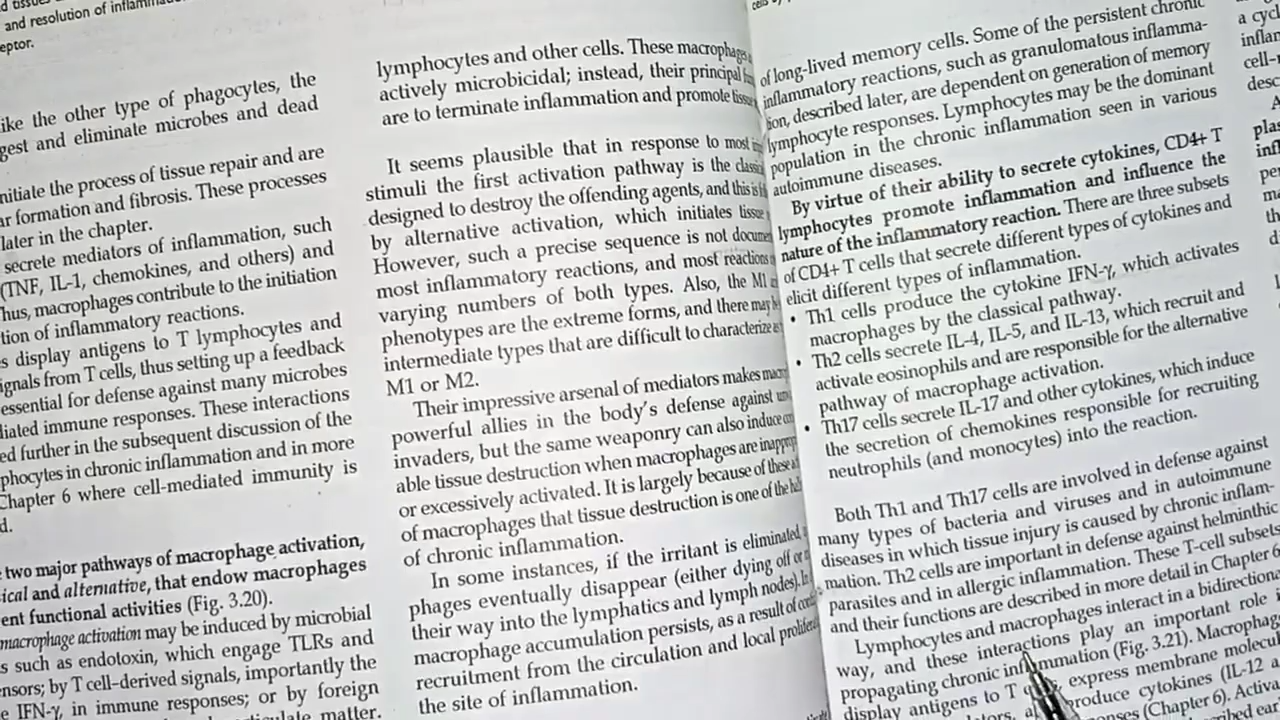 and resolution of
eptor.
ike the other type of phagocytes, the
gest and eliminate microbes and dead
nitiate the process of tissue repair and are
ar formation and fibrosis. These processes
later in the chapter.
secrete mediators of inflammation, such
(TNF, IL-1, chemokines, and others) and
hus, macrophages contribute to the initiation
tion of inflammatory reactions.
s display antigens to T lymphocytes and
ignals from T cells, thus setting up a feedback
essential for defense against many microbes
diated immune responses. These interactions
ed further in the subsequent discussion of the
phocytes in chronic inflammation and in more
Chapter 6 where cell-mediated immunity is
d.
two major pathways of macrophage activation,
ical and alternative, that endow macrophages
ent functional activities (Fig. 3.20).
macrophage activation may be induced by microbial
s such as endotoxin, which engage TLRs and
nsors; by T cell–derived signals, importantly the
e IFN-γ, in immune responses; or by foreign
matter.
lymphocytes and other cells. These macrophages
actively microbicidal; instead, their principal
are to terminate inflammation and promote
It seems plausible that in response to most
stimuli the first activation pathway is the
designed to destroy the offending agents, and this is
by alternative activation, which initiates tissue
However, such a precise sequence is not
most inflammatory reactions, and most reactions
varying numbers of both types. Also, the M1
phenotypes are the extreme forms, and there may
intermediate types that are difficult to characterize
M1 or M2.
Their impressive arsenal of mediators makes
powerful allies in the body's defense against
invaders, but the same weaponry can also induce
able tissue destruction when macrophages are
or excessively activated. It is largely because of these
of macrophages that tissue destruction is one of the
of chronic inflammation.
In some instances, if the irritant is eliminated,
phages eventually disappear (either dying off or
their way into the lymphatics and lymph nodes).
macrophage accumulation persists, as a result of
recruitment from the circulation and local
the site of inflammation.
of long-lived memory cells. Some of the persistent chronic
inflammatory reactions, such as granulomatous inflamma-
tion, described later, are dependent on generation of memory
lymphocyte responses. Lymphocytes may be the dominant
population in the chronic inflammation seen in various
autoimmune diseases.
By virtue of their ability to secrete cytokines, CD4+ T
lymphocytes promote inflammation and influence the
nature of the inflammatory reaction. There are three subsets
of CD4+ T cells that secrete different types of cytokines and
elicit different types of inflammation.
• Th1 cells produce the cytokine IFN-γ, which activates
macrophages by the classical pathway.
• Th2 cells secrete IL-4, IL-5, and IL-13, which recruit and
activate eosinophils and are responsible for the alternative
pathway of macrophage activation.
• Th17 cells secrete IL-17 and other cytokines, which induce
the secretion of chemokines responsible for recruiting
neutrophils (and monocytes) into the reaction.
Both Th1 and Th17 cells are involved in defense against
many types of bacteria and viruses and in autoimmune
diseases in which tissue injury is caused by chronic inflam-
mation. Th2 cells are important in defense against helminthic
parasites and in allergic inflammation. These T-cell subsets
and their functions are described in more detail in Chapter 6
Lymphocytes and macrophages interact in a bidirectional
way, and these interactions play an important role
propagating chronic inflammation (Fig. 3.21). Macrophag
display antigens to T express membrane molecul
produce cytokines (IL-12
(Chapter 6). Activa
a cycl
inflan
cell–
desc
A